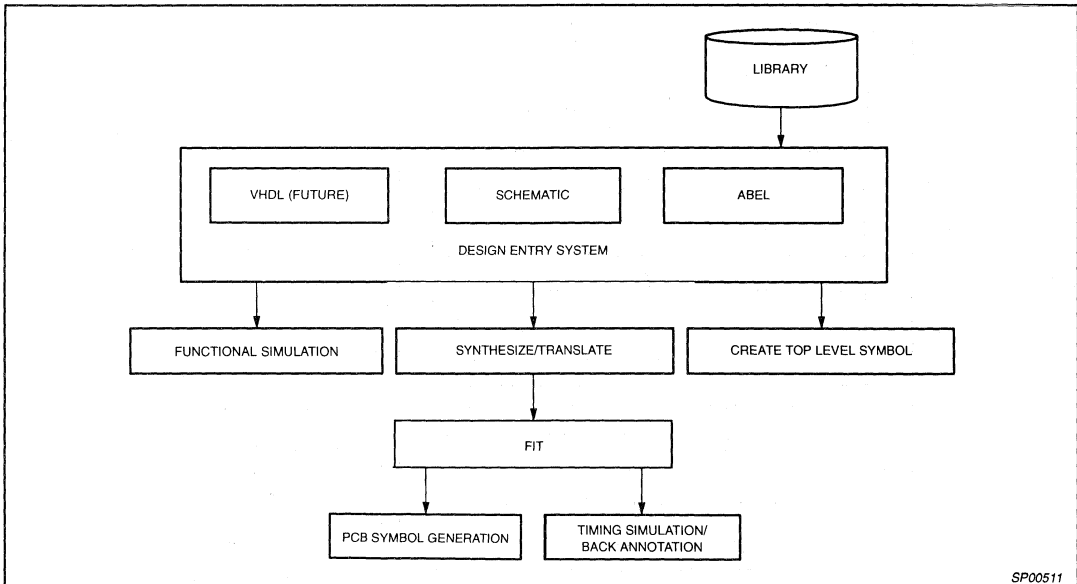 LIBRARY
VHDL (FUTURE)
SCHEMATIC
ABEL
DESIGN ENTRY SYSTEM
FUNCTIONAL SIMULATION
SYNTHESIZE/TRANSLATE
CREATE TOP LEVEL SYMBOL
FIT
PCB SYMBOL GENERATION
TIMING SIMULATION/
BACK ANNOTATION
SP00511